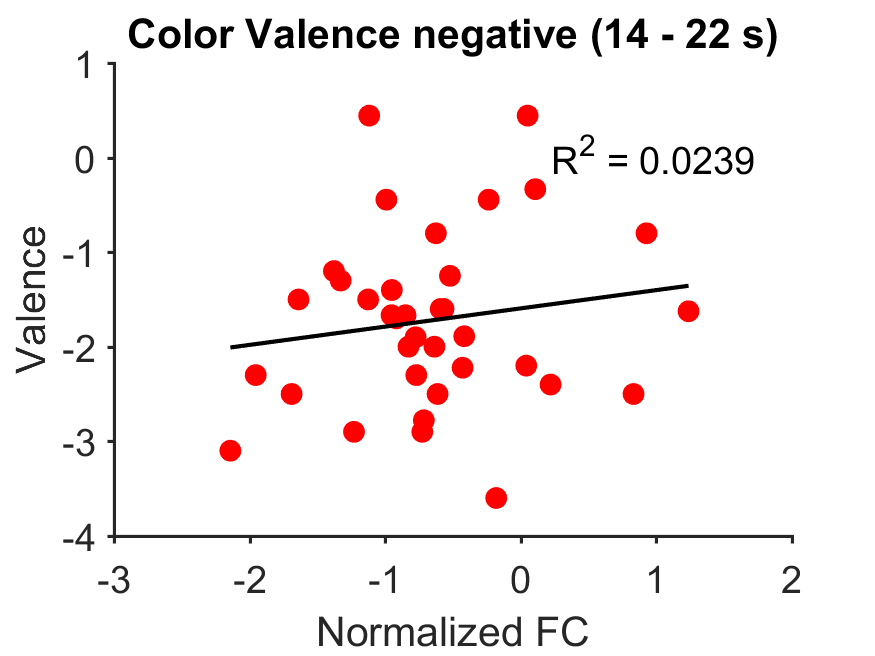 Color Valence negative (14 - 22 s)
1
0
-1
-2
-3
-4
Valence
R² = 0.0239
-3 -2 -1 0 1 2
Normalized FC